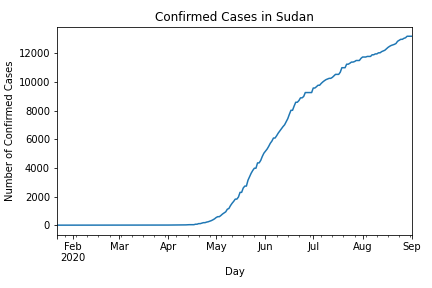 Confirmed Cases in Sudan
Number of Confirmed Cases
12000
10000
8000
6000
4000
2000
0
Feb Mar Apr May Jun Jul Aug Sep
2020
Day